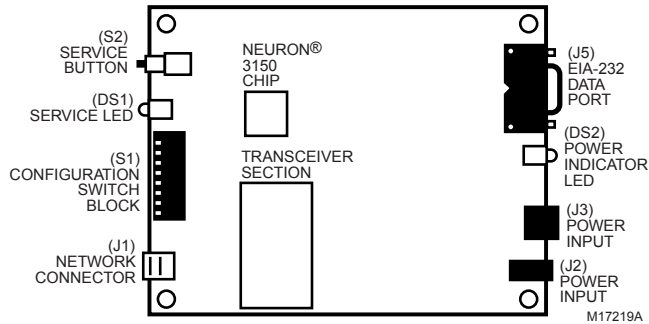 (S2)
SERVICE
BUTTON
(DS1)
SERVICE LED
(S1)
CONFIGURATION
SWITCH
BLOCK
(J1)
NETWORK
CONNECTOR
NEURON®
3150
CHIP
TRANSCEIVER
SECTION
(J5)
EIA-232
DATA
PORT
(DS2)
POWER
INDICATOR
LED
(J3)
POWER
INPUT
(J2)
POWER
INPUT
M17219A